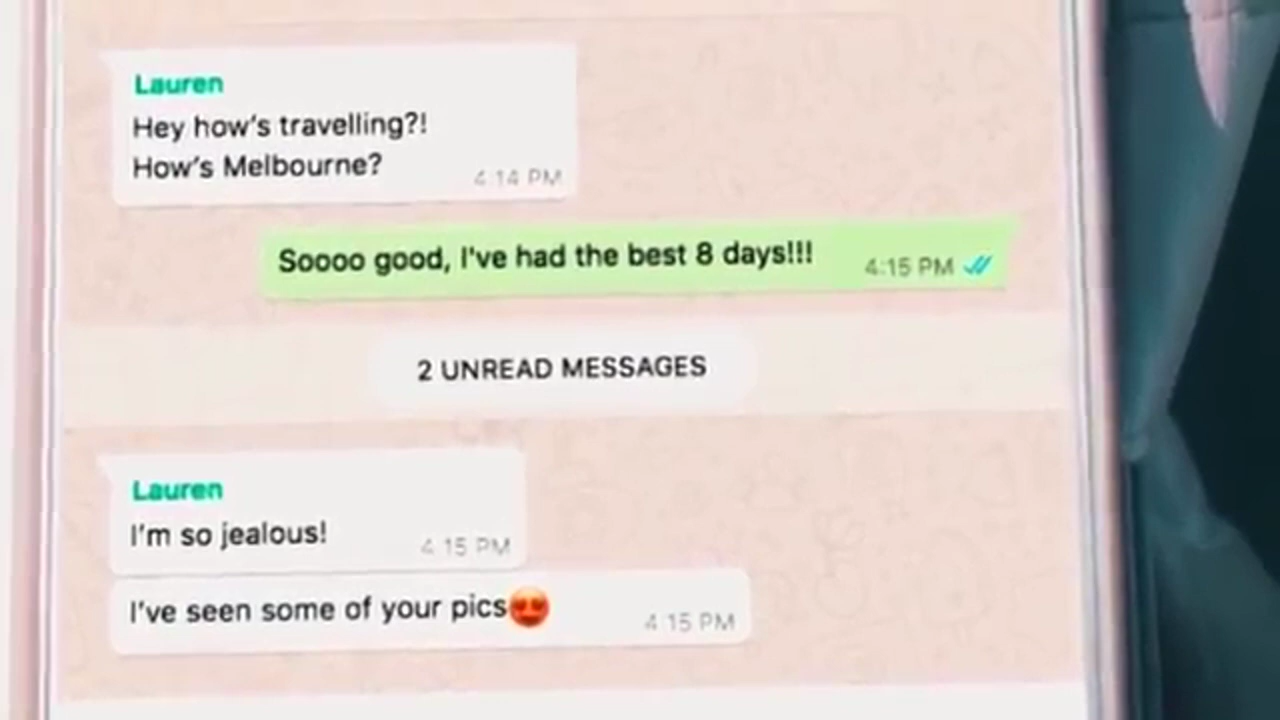 Lauren
Hey how's travelling?!
How's Melbourne?
4:14 PM
Soooo good, I've had the best 8 days!!!
4:15 PM
2 UNREAD MESSAGES
Lauren
I'm so jealous!
4:15 PM
I've seen some of your pics😍
4:15 PM